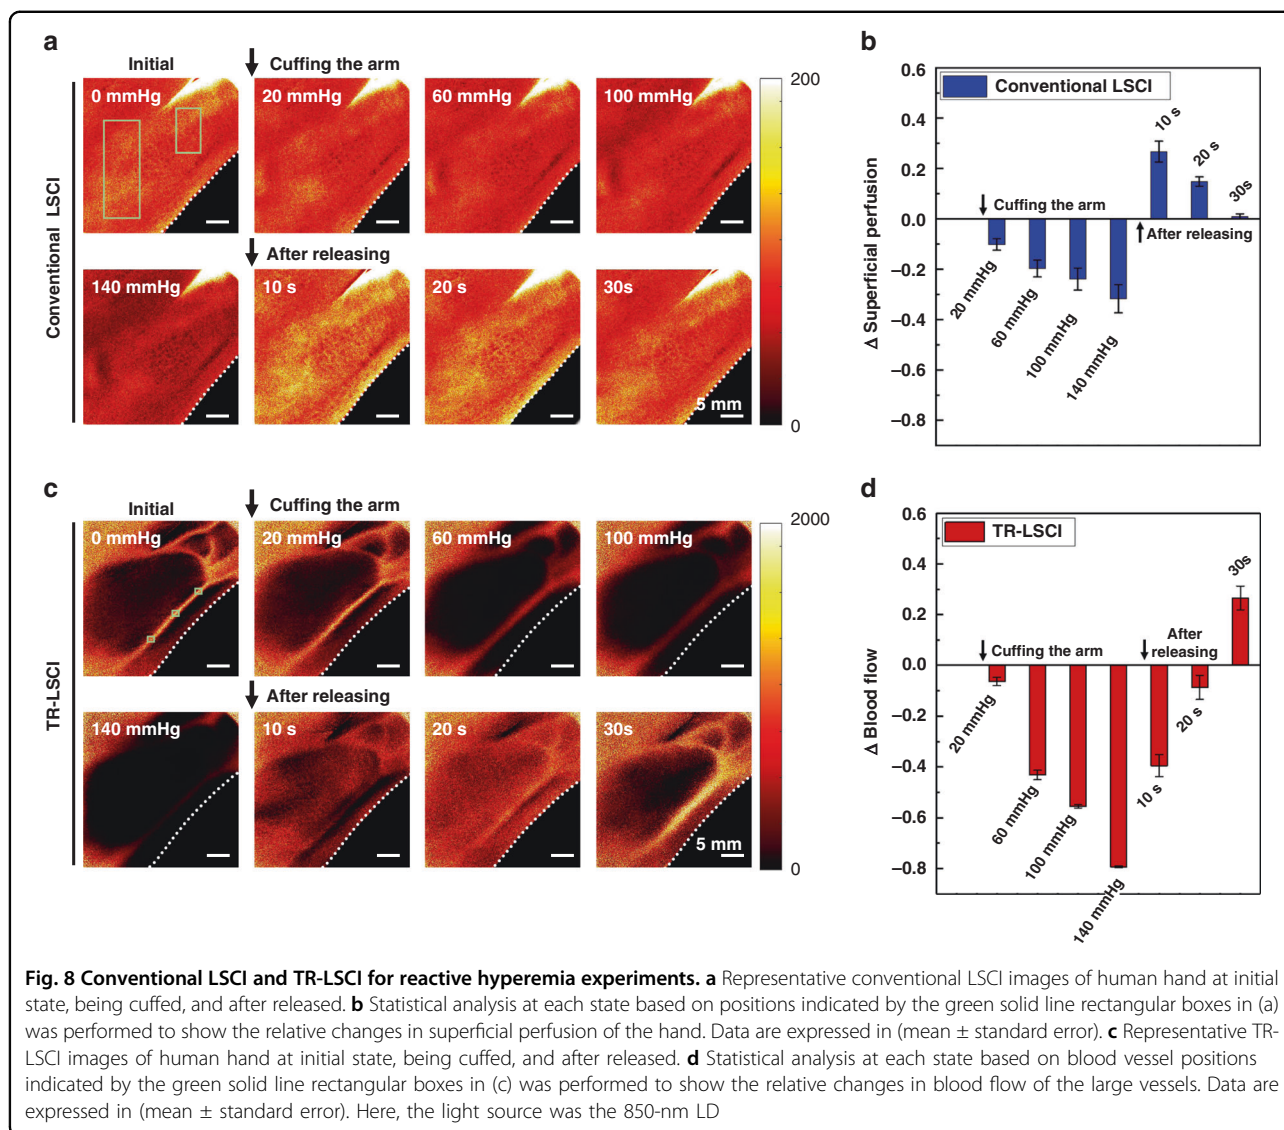 a
Initial
Cuffing the arm
0 mmHg
20 mmHg
60 mmHg
100 mmHg
200
Conventional LSCI
After releasing
140 mmHg
10 s
20 s
30s
5 mm
0
b
0.6
0.4
0.2
0.0
−0.2
−0.4
−0.6
−0.8
Δ Superficial perfusion
Conventional LSCI
Cuffing the arm
After releasing
20 mmHg
60 mmHg
100 mmHg
140 mmHg
10 s
20 s
30s
c
Initial
Cuffing the arm
0 mmHg
20 mmHg
60 mmHg
100 mmHg
2000
TR-LSCI
After releasing
140 mmHg
10 s
20 s
30s
5 mm
0
d
0.6
0.4
0.2
0.0
−0.2
−0.4
−0.6
−0.8
Δ Blood flow
TR-LSCI
Cuffing the arm
After
releasing
20 mmHg
60 mmHg
100 mmHg
140 mmHg
10 s
20 s
30s
Fig. 8 Conventional LSCI and TR-LSCI for reactive hyperemia experiments. a Representative conventional LSCI images of human hand at initial
state, being cuffed, and after released. b Statistical analysis at each state based on positions indicated by the green solid line rectangular boxes in (a)
was performed to show the relative changes in superficial perfusion of the hand. Data are expressed in (mean ± standard error). c Representative TR-
LSCI images of human hand at initial state, being cuffed, and after released. d Statistical analysis at each state based on blood vessel positions
indicated by the green solid line rectangular boxes in (c) was performed to show the relative changes in blood flow of the large vessels. Data are
expressed in (mean ± standard error). Here, the light source was the 850-nm LD